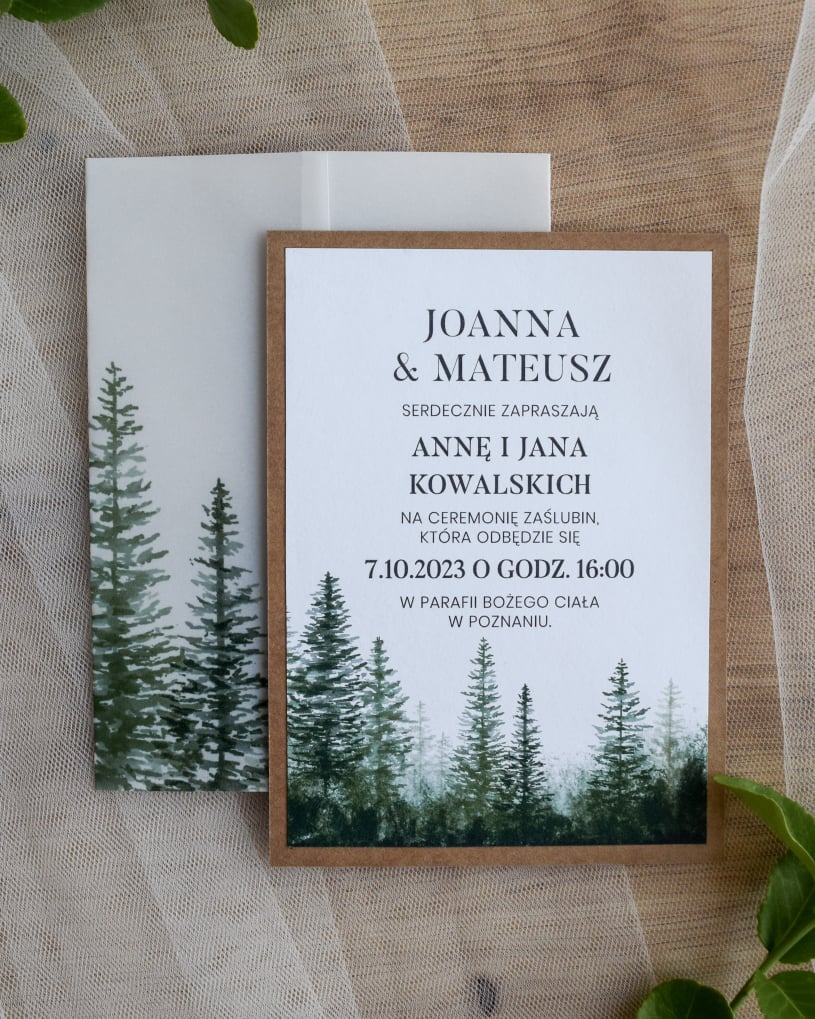 JOANNA
& MATEUSZ
SERDECZNIE ZAPRASZAJĄ
ANNĘ I JANA
KOWALSKICH
NA CEREMONIĘ ZAŚLUBIN,
KTÓRA ODBĘDZIE SIĘ
7.10.2023 O GODZ. 16:00
W PARAFII BOŻEGO CIAŁA
W POZNANIU.